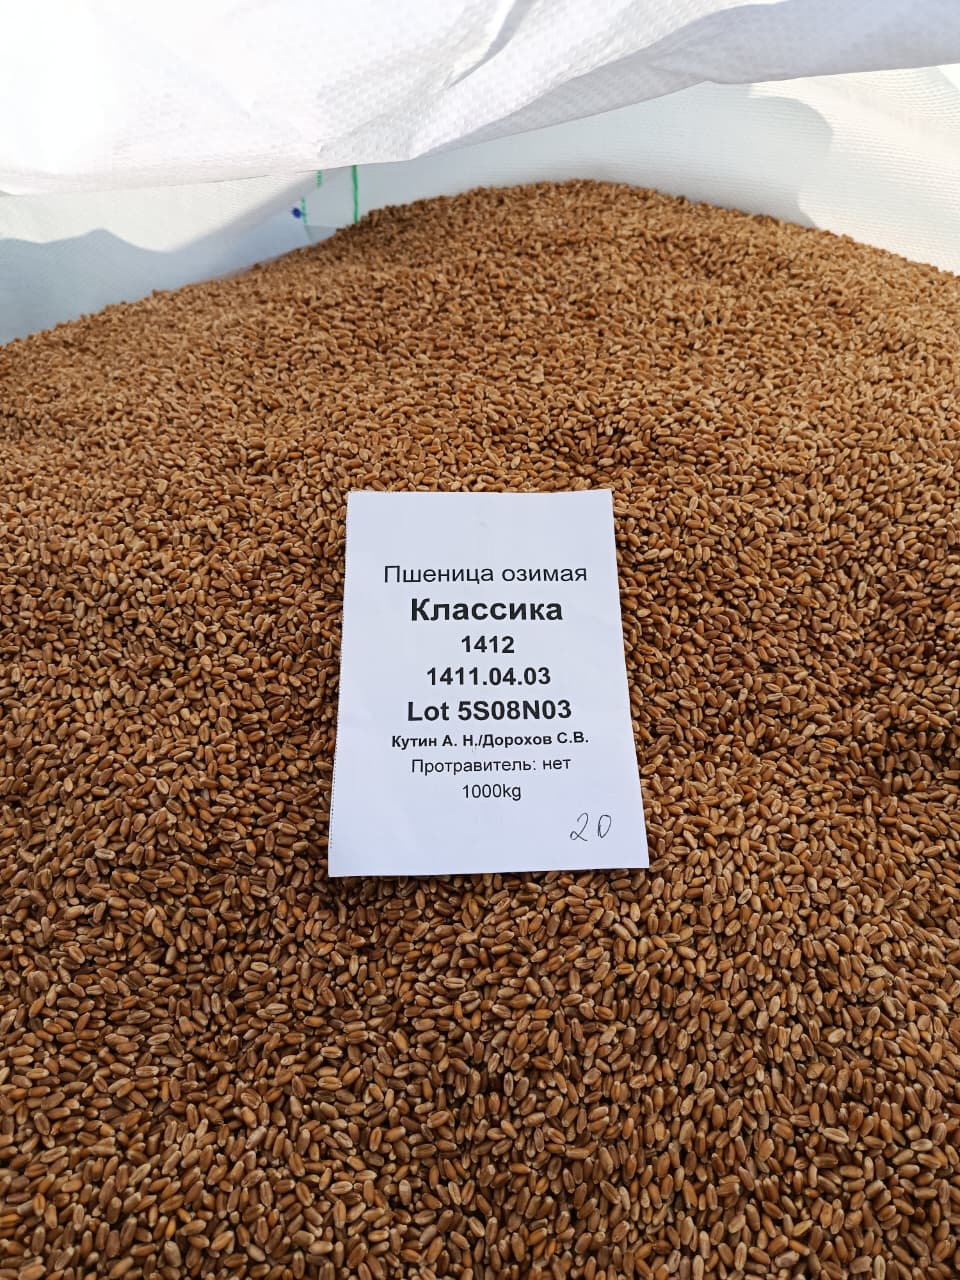 Пшеница озимая
Классика
1412
1411.04.03
Lot 5S08N03
Кутин А. Н./Дорохов С.В.
Протравитель: нет
1000kg
20